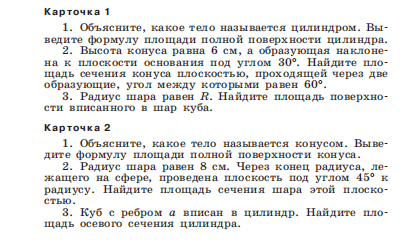 Карточка 1
1. Объясните, какое тело называется цилиндром. Вы-
ведите формулу площади полной поверхности цилиндра.
2. Высота конуса равна 6 см, а образующая наклоне-
на к плоскости основания под углом 30°. Найдите пло-
щадь сечения конуса плоскостью, проходящей через две
образующие, угол между которыми равен 60°.
3. Радиус шара равен R. Найдите площадь поверхно-
сти вписанного в шар куба.
Карточка 2
1. Объясните, какое тело называется конусом. Выве-
дите формулу площади полной поверхности конуса.
2. Радиус шара равен 8 см. Через конец радиуса, ле-
жащего на сфере, проведена плоскость под углом 45° к
радиусу. Найдите площадь сечения шара этой плоско-
стью.
3. Куб с ребром a вписан в цилиндр. Найдите пло-
щадь осевого сечения цилиндра.